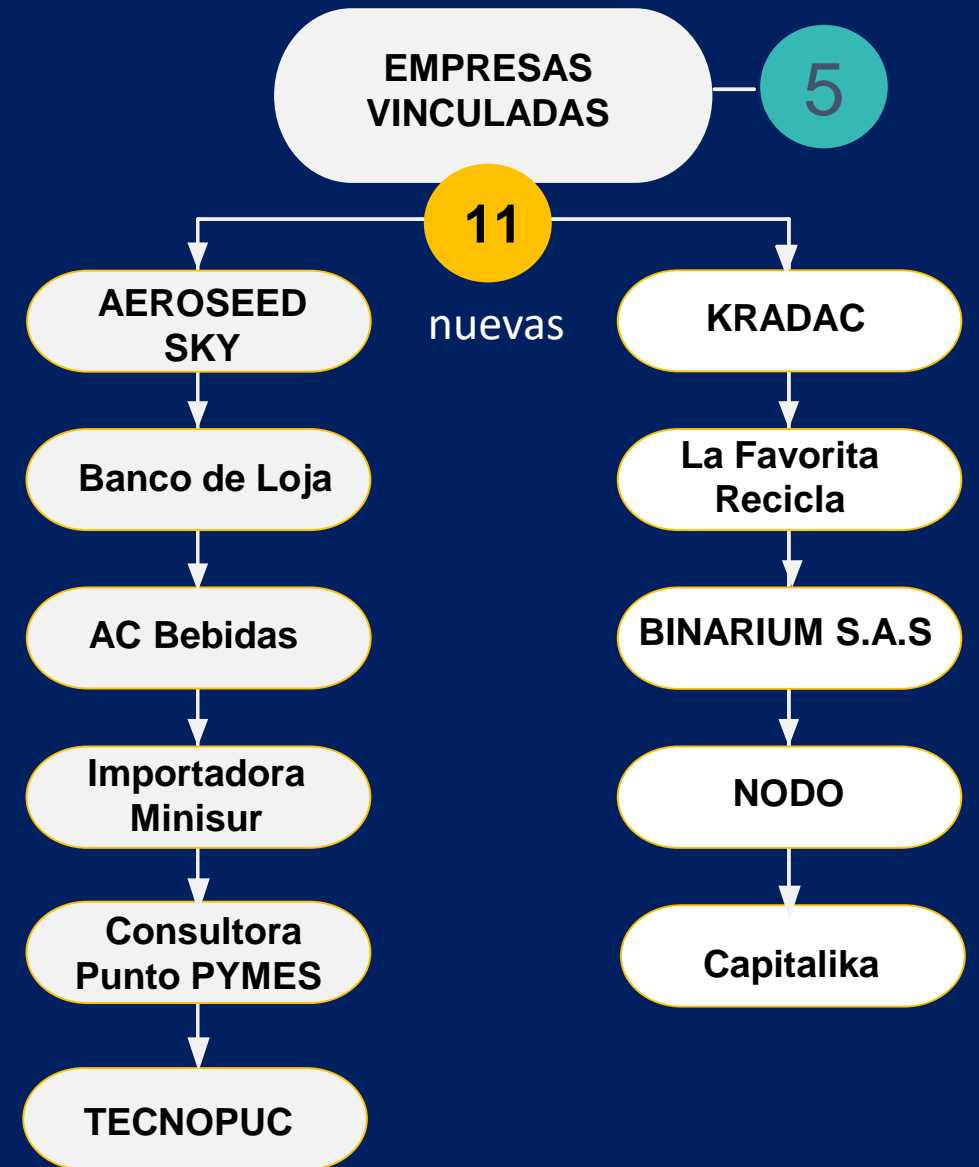 EMPRESAS
VINCULADAS
5
11
nuevas
AEROSEED
SKY
Banco de Loja
AC Bebidas
Importadora
Minisur
Consultora
Punto PYMES
TECNOPUC
KRADAC
La Favorita
Recicla
BINARIUM S.A.S
NODO
Capitalika